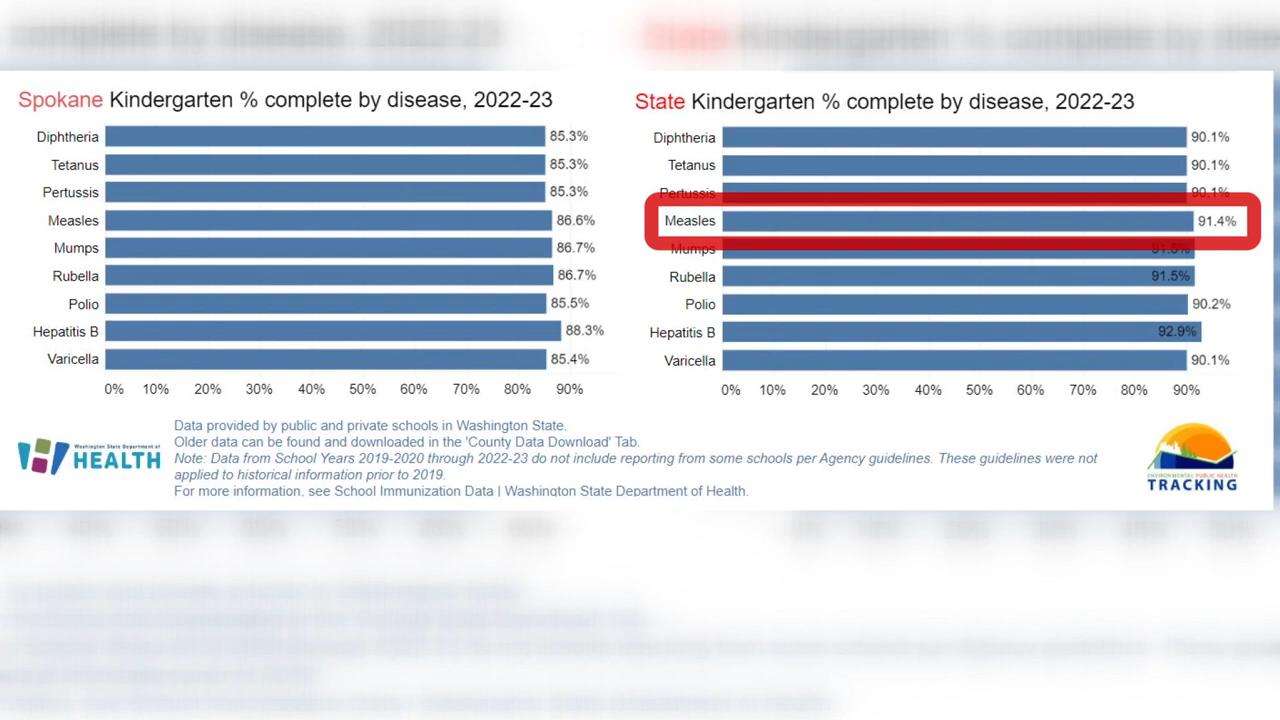 Spokane Kindergarten % complete by disease, 2022-23
Diphtheria 85.3%
Tetanus 85.3%
Pertussis 85.3%
Measles 86.6%
Mumps 86.7%
Rubella 86.7%
Polio 85.5%
Hepatitis B 88.3%
Varicella 85.4%
0% 10% 20% 30% 40% 50% 60% 70% 80% 90%
State Kindergarten % complete by disease, 2022-23
Diphtheria 90.1%
Tetanus 90.1%
Pertussis 90.1%
Measles 91.4%
Mumps 91.5%
Rubella 91.5%
Polio 90.2%
Hepatitis B 92.9%
Varicella 90.1%
0% 10% 20% 30% 40% 50% 60% 70% 80% 90%
Washington State Department of
HEALTH
Data provided by public and private schools in Washington State.
Older data can be found and downloaded in the 'County Data Download' Tab.
Note: Data from School Years 2019-2020 through 2022-23 do not include reporting from some schools per Agency guidelines. These guidelines were not
applied to historical information prior to 2019.
For more information, see School Immunization Data | Washington State Department of Health.
ENVIRONMENTAL PUBLIC HEALTH
TRACKING